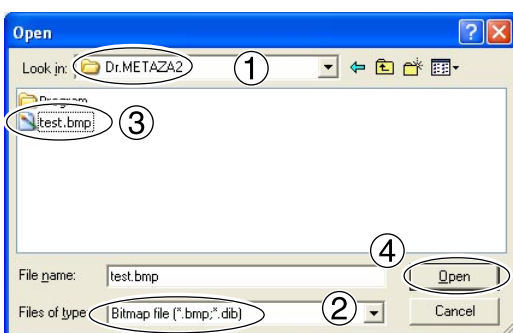 Open
Look in: Dr.METAZA2 ①
Program
test.bmp ③
④
File name: test.bmp Open
Files of type Bitmap file (*.bmp;*.dib) ② Cancel